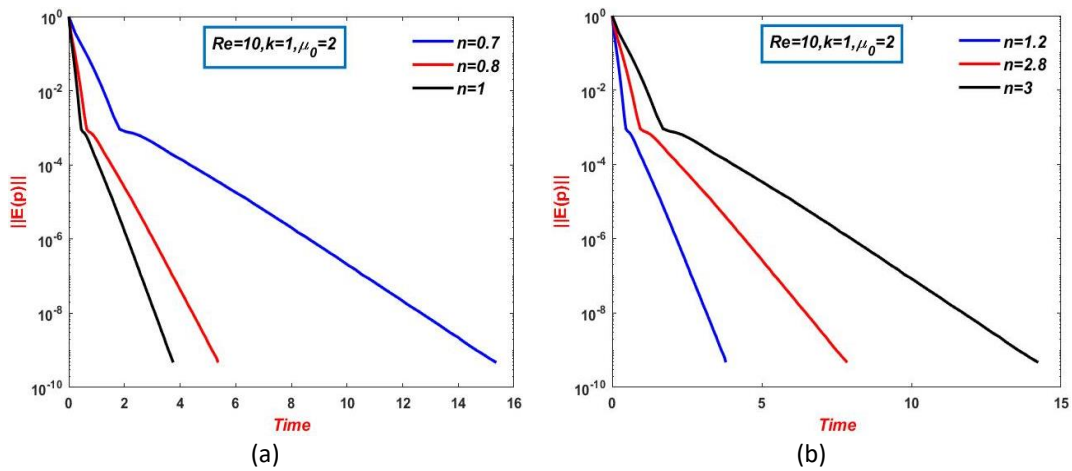 Re=10,k=1,μ0=2
n=0.7
n=0.8
n=1
10^0
10^-2
10^-4
10^-6
10^-8
10^-10
||E(p)||
0 2 4 6 8 10 12 14 16
Time
(a)
Re=10,k=1,μ0=2
n=1.2
n=2.8
n=3
10^0
10^-2
10^-4
10^-6
10^-8
10^-10
||E(p)||
0 5 10 15
Time
(b)